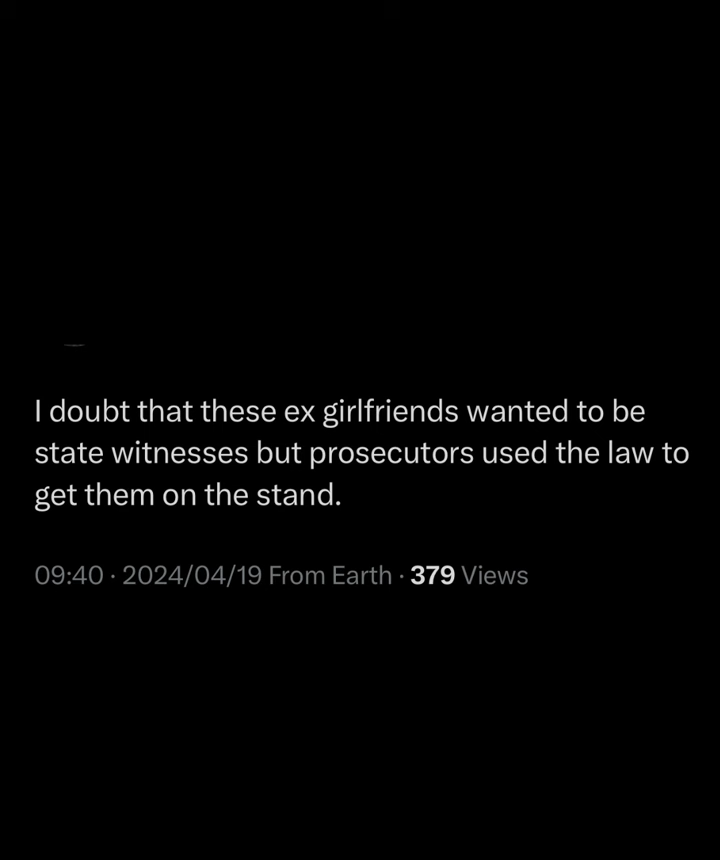 I doubt that these ex girlfriends wanted to be
state witnesses but prosecutors used the law to
get them on the stand.
09:40 · 2024/04/19 From Earth · 379 Views